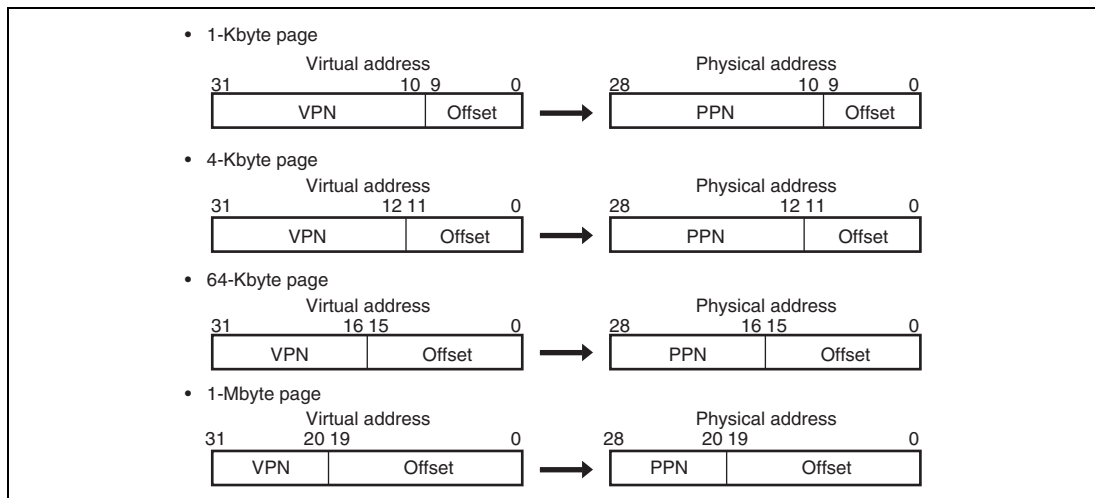 • 1-Kbyte page
Virtual address Physical address
31 10 9 0 28 10 9 0
VPN Offset PPN Offset
• 4-Kbyte page
Virtual address Physical address
31 12 11 0 28 12 11 0
VPN Offset PPN Offset
• 64-Kbyte page
Virtual address Physical address
31 16 15 0 28 16 15 0
VPN Offset PPN Offset
• 1-Mbyte page
Virtual address Physical address
31 20 19 0 28 20 19 0
VPN Offset PPN Offset